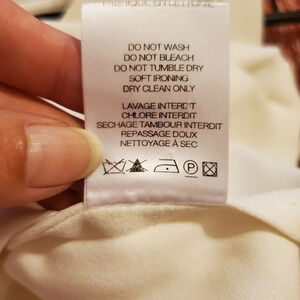 DO NOT WASH
DO NOT BLEACH
DO NOT TUMBLE DRY
SOFT IRONING
DRY CLEAN ONLY
LAVAGE INTERDIT
CHLORE INTERDIT
SECHAGE TAMBOUR INTERDIT
REPASSAGE DOUX
NETTOYAGE À SEC
P